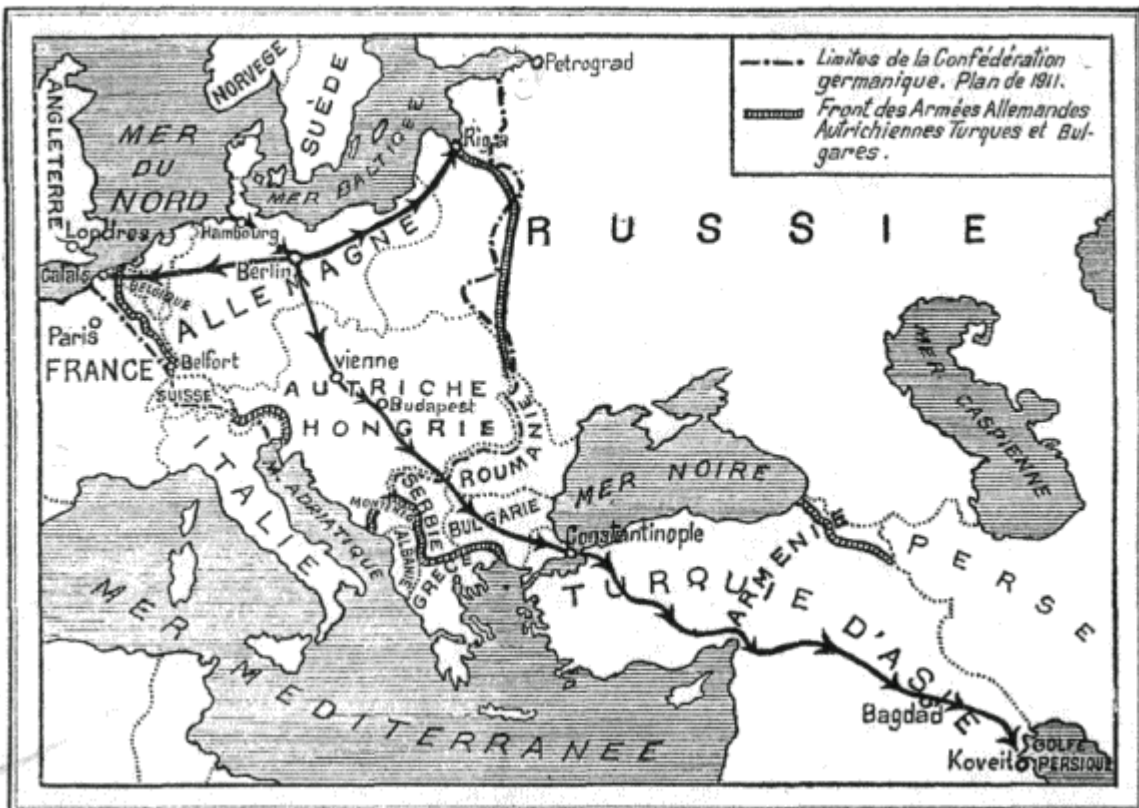 Limites de la Confédération
germanique. Plan de 1911.
Front des Armées Allemandes
Autrichiennes Turques et Bul-
gares.
NORVEGE
SUÈDE
Petrograd
ANGLETERRE
MER
DU
NORD
MER BALTIQUE
Riga
RUSSIE
Londres
Hambourg
Calais
Berlin
BELGIQUE
ALLEMAGNE
Paris
FRANCE
Belfort
SUISSE
Vienne
AUTRICHE
Budapest
HONGRIE
ROUMANIE
MER
CASPIENNE
ITALIE
M. ADRIATIQUE
SERBIE
BULGARIE
ALBANIE
GRECE
MER NOIRE
Constantinople
ARMENIE
PERSE
TURQUIE D'ASIE
MER MEDITERRANEE
Bagdad
Koveit
GOLFE
PERSIQUE